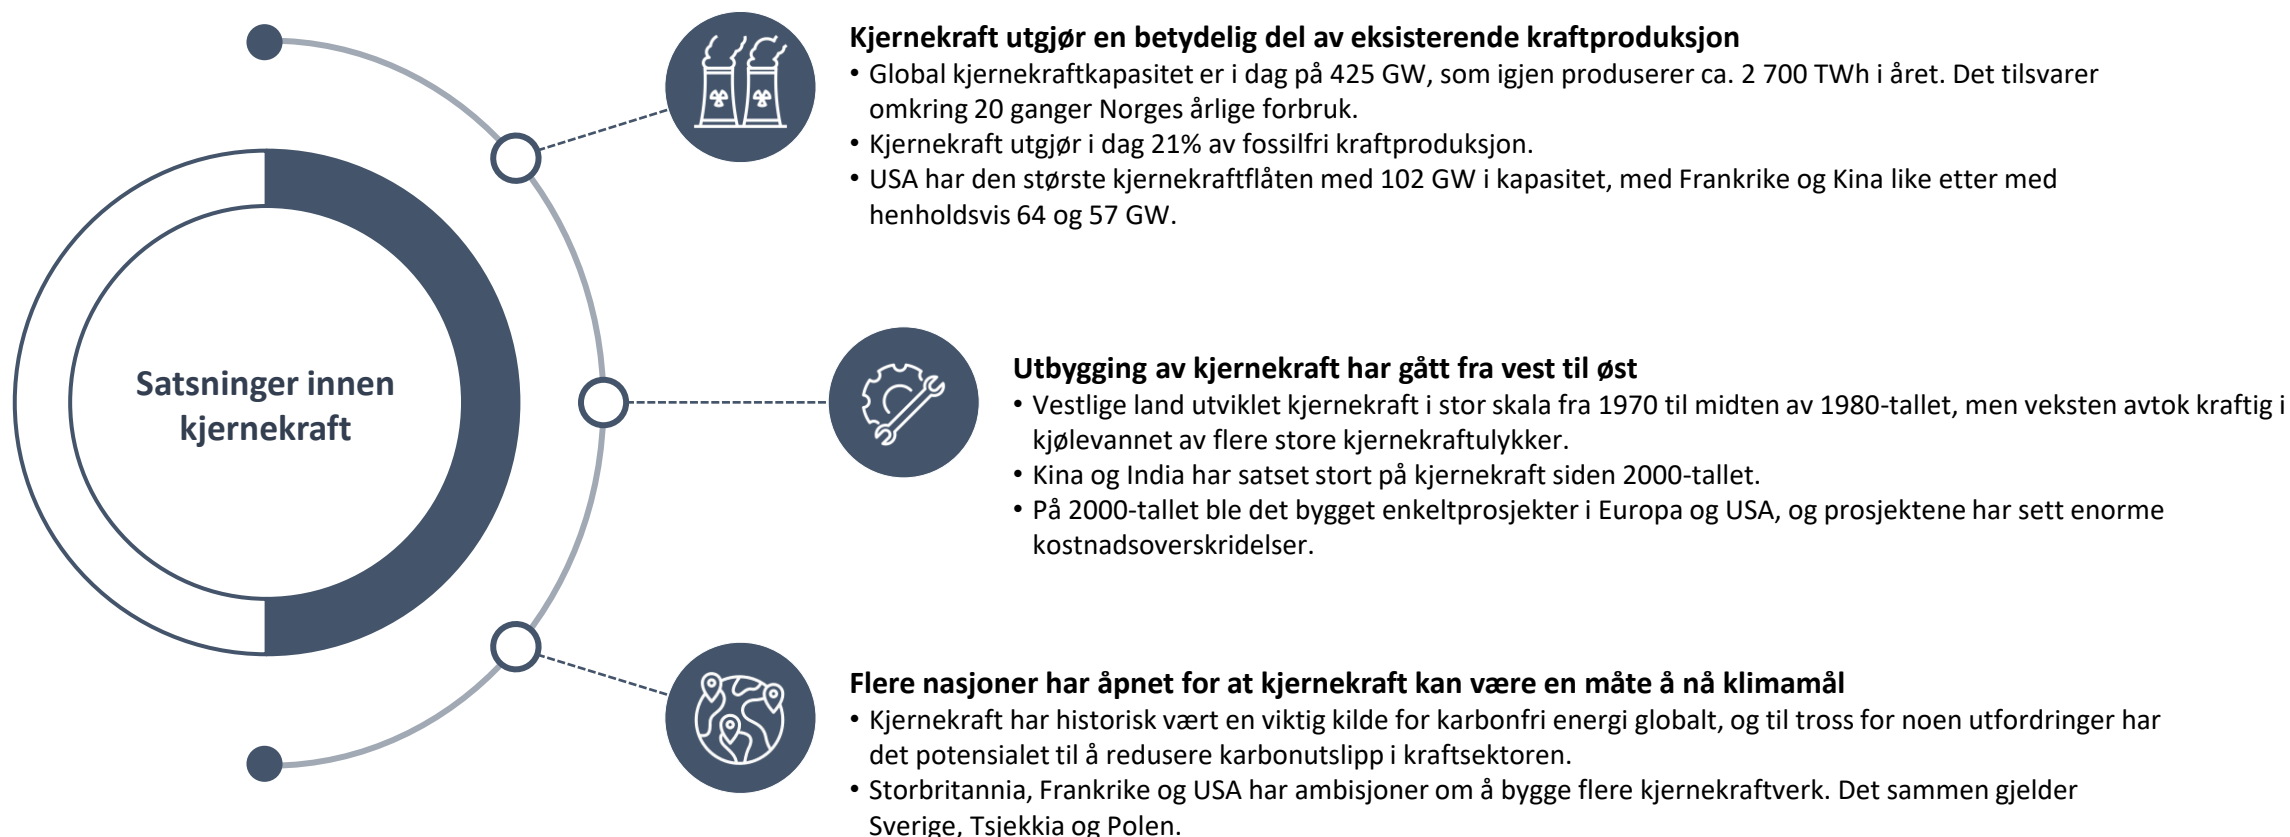 Satsninger innen
kjernekraft
Kjernekraft utgjør en betydelig del av eksisterende kraftproduksjon
• Global kjernekraftkapasitet er i dag på 425 GW, som igjen produserer ca. 2 700 TWh i året. Det tilsvarer
omkring 20 ganger Norges årlige forbruk.
• Kjernekraft utgjør i dag 21% av fossilfri kraftproduksjon.
• USA har den største kjernekraftflåten med 102 GW i kapasitet, med Frankrike og Kina like etter med
henholdsvis 64 og 57 GW.
Utbygging av kjernekraft har gått fra vest til øst
• Vestlige land utviklet kjernekraft i stor skala fra 1970 til midten av 1980-tallet, men veksten avtok kraftig i
kjølevannet av flere store kjernekraftulykker.
• Kina og India har satset stort på kjernekraft siden 2000-tallet.
• På 2000-tallet ble det bygget enkeltprosjekter i Europa og USA, og prosjektene har sett enorme
kostnadsoverskridelser.
Flere nasjoner har åpnet for at kjernekraft kan være en måte å nå klimamål
• Kjernekraft har historisk vært en viktig kilde for karbonfri energi globalt, og til tross for noen utfordringer har
det potensialet til å redusere karbonutslipp i kraftsektoren.
• Storbritannia, Frankrike og USA har ambisjoner om å bygge flere kjernekraftverk. Det sammen gjelder
Sverige, Tsjekkia og Polen.